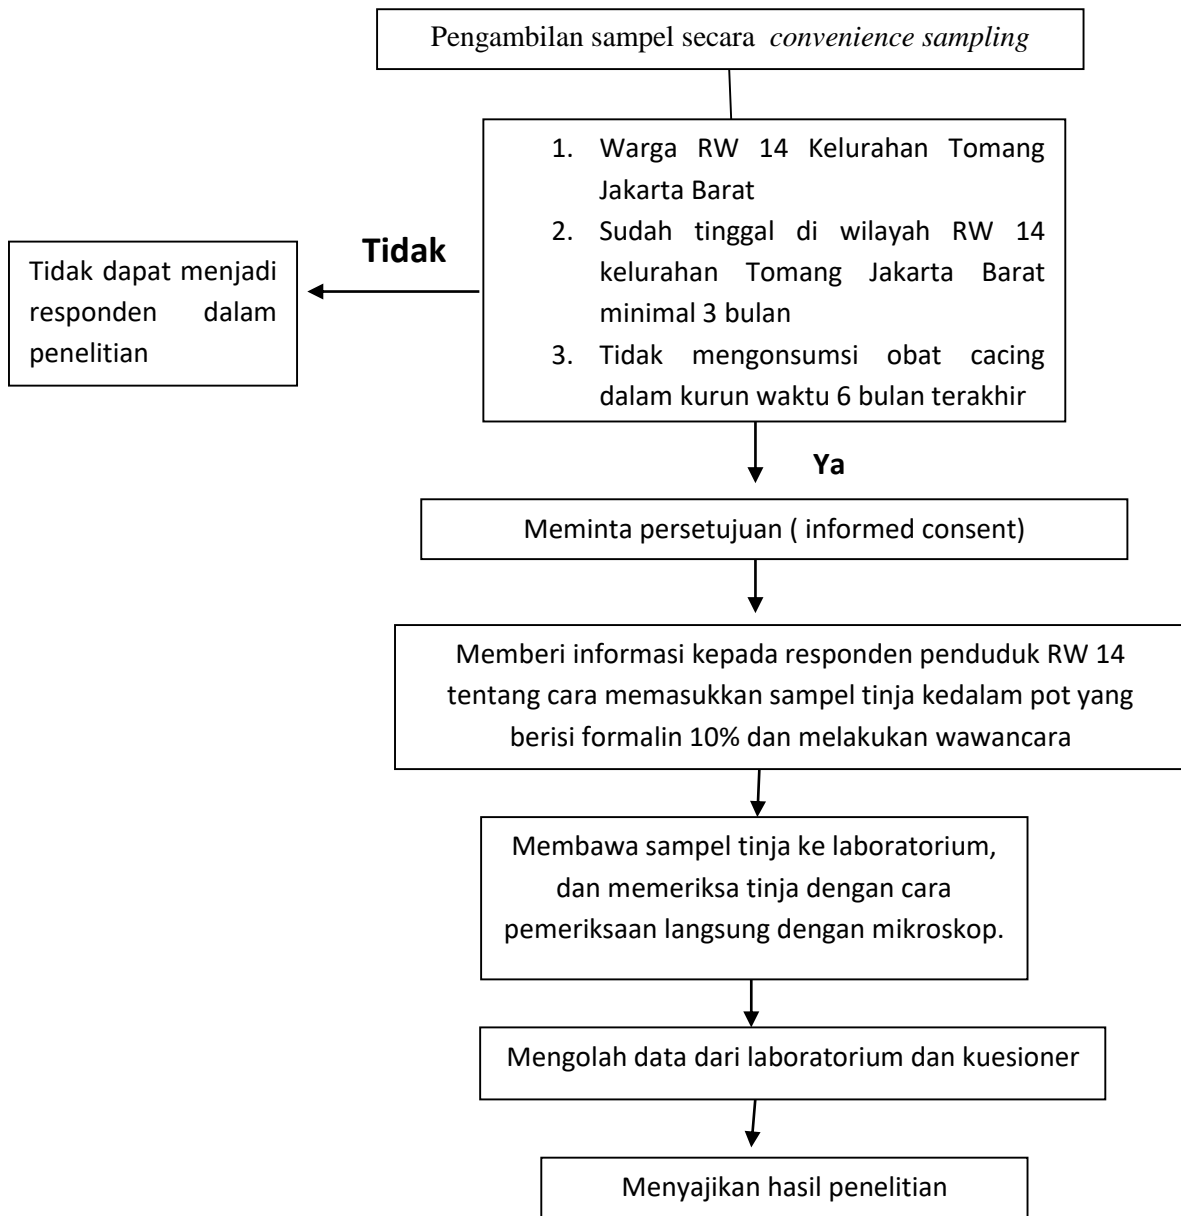 Pengambilan sampel secara convenience sampling
1. Warga RW 14 Kelurahan Tomang
Jakarta Barat
2. Sudah tinggal di wilayah RW 14
kelurahan Tomang Jakarta Barat
minimal 3 bulan
3. Tidak mengonsumsi obat cacing
dalam kurun waktu 6 bulan terakhir
Tidak
Tidak dapat menjadi
responden dalam
penelitian
Ya
Meminta persetujuan ( informed consent)
Memberi informasi kepada responden penduduk RW 14
tentang cara memasukkan sampel tinja kedalam pot yang
berisi formalin 10% dan melakukan wawancara
Membawa sampel tinja ke laboratorium,
dan memeriksa tinja dengan cara
pemeriksaan langsung dengan mikroskop.
Mengolah data dari laboratorium dan kuesioner
Menyajikan hasil penelitian